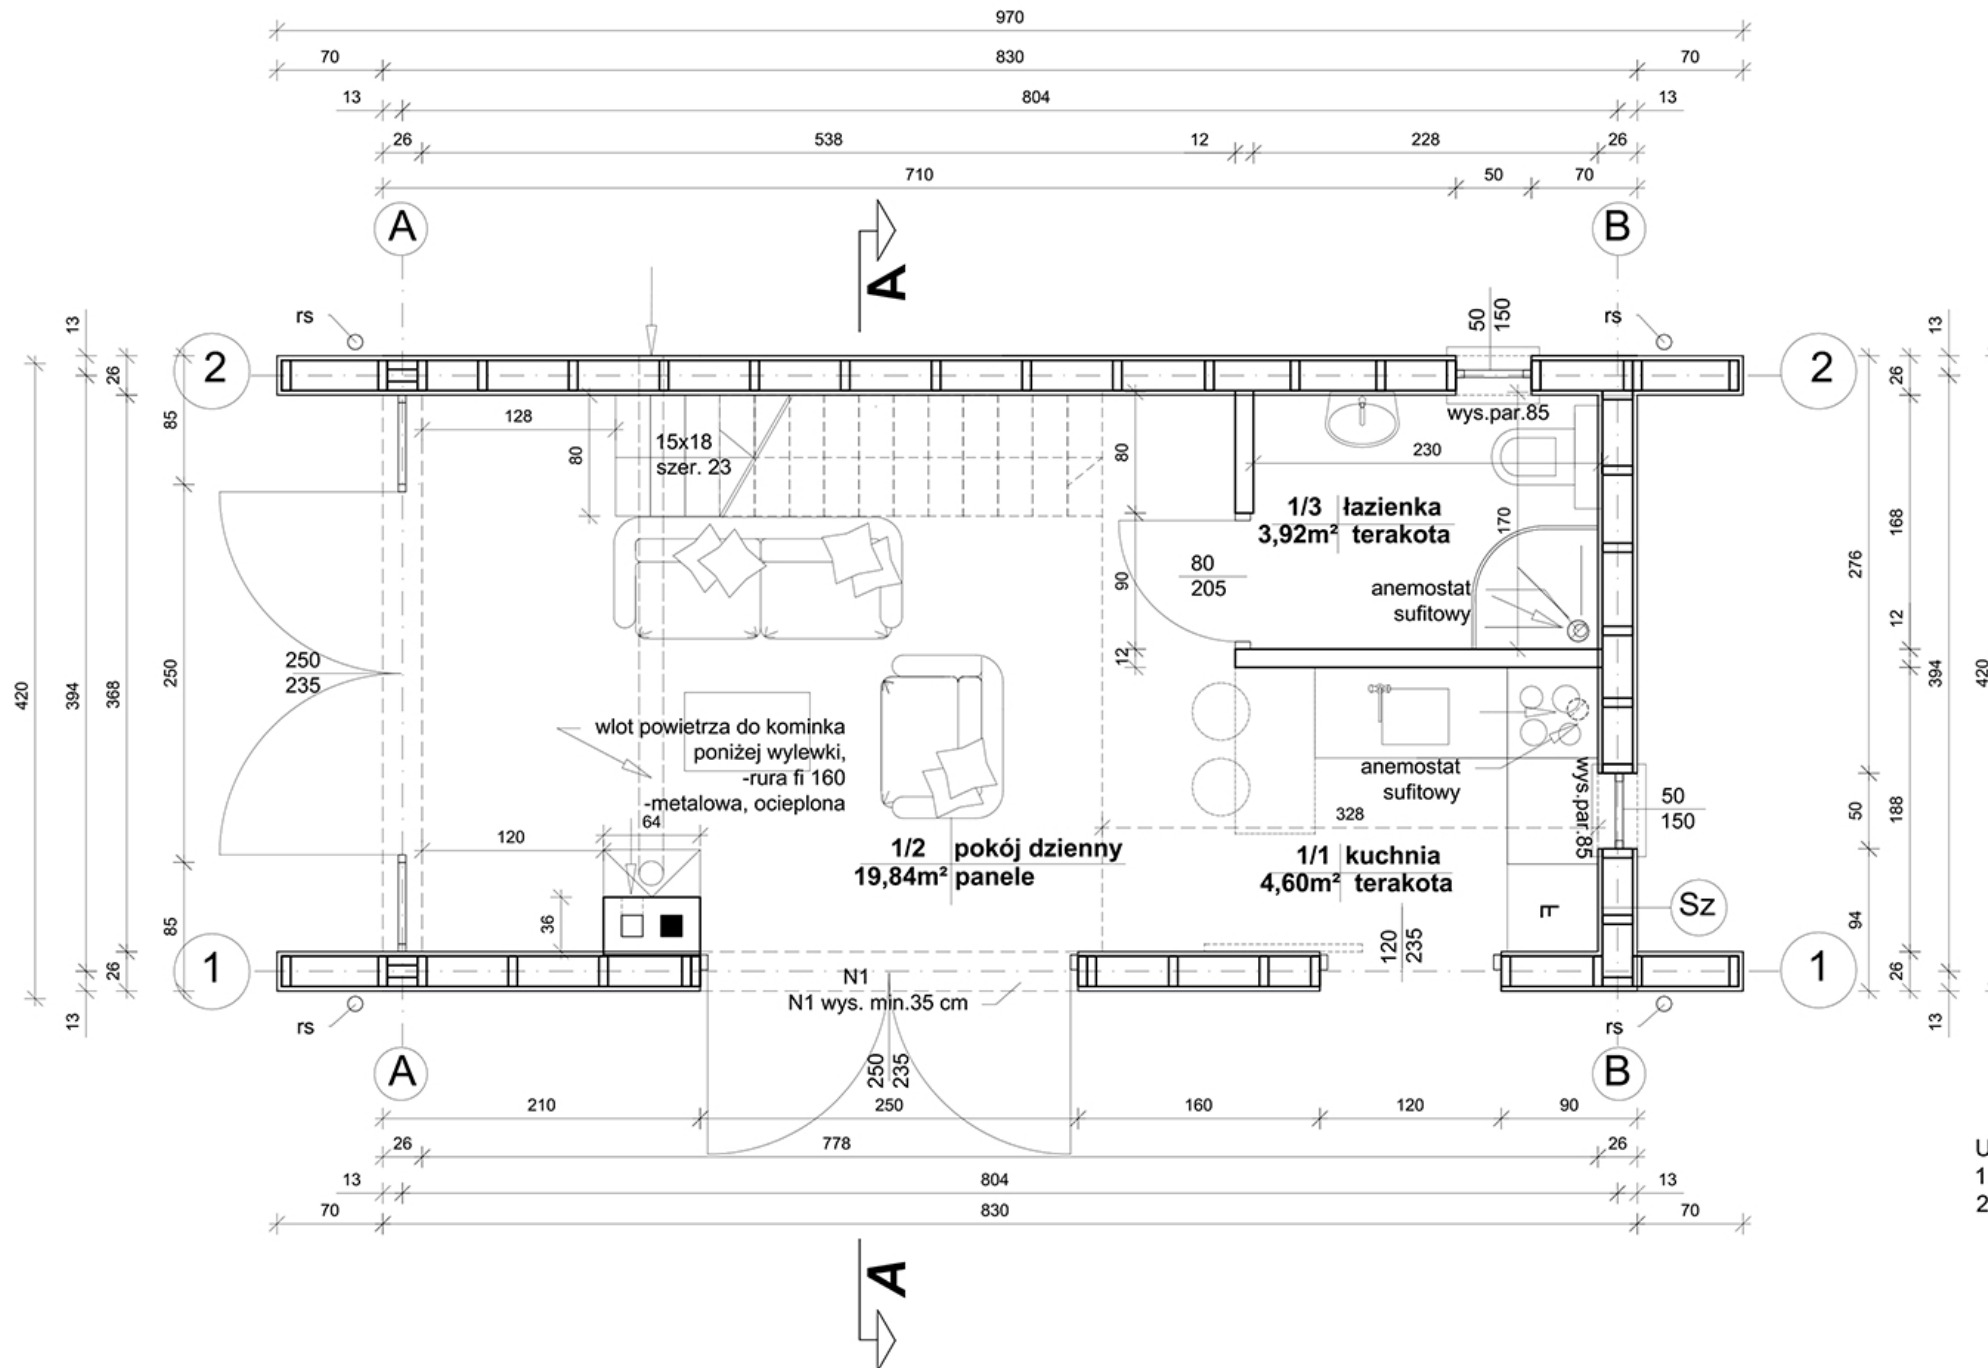 970
70 830 70
13 804 13
26 538 12 228 26
710 50 70
A
B
A
50
150
rs
rs
13
13
2
2
26
26
85
85
128
80
15x18
szer. 23
80
wys.par.85
230
1/3 łazienka
3,92m² terakota
170
168
276
80
205
90
anemostat
sufitowy
12
12
250
235
250
420
394
368
394
420
wlot powietrza do kominka
poniżej wylewki,
-rura fi 160
-metalowa, ocieplona
anemostat
sufitowy
wys.par.85
50
150
50
188
64
120
328
1/2 pokój dzienny
19,84m² panele
1/1 kuchnia
4,60m² terakota
36
F
Sz
94
120
235
1
1
26
26
N1
N1 wys. min.35 cm
13
13
rs
rs
A
B
250
235
210 250 160 120 90
26 778 26
13 804 13
70 830 70
U
1
2
A